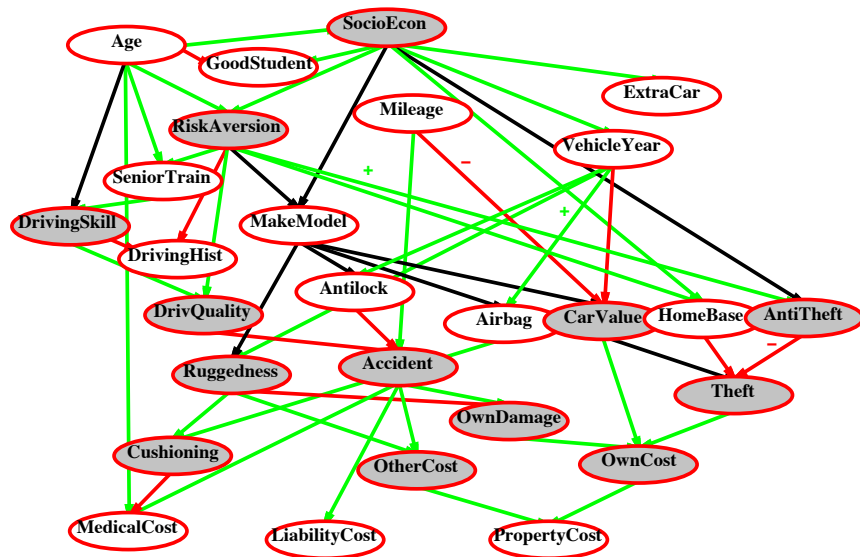 SocioEcon
Age
GoodStudent
ExtraCar
Mileage
RiskAversion
VehicleYear
+
−
SeniorTrain
+
DrivingSkill
MakeModel
DrivingHist
Antilock
DrivQuality
Airbag
CarValue
HomeBase
AntiTheft
−
Ruggedness
Accident
Theft
OwnDamage
Cushioning
OtherCost
OwnCost
MedicalCost
LiabilityCost
PropertyCost